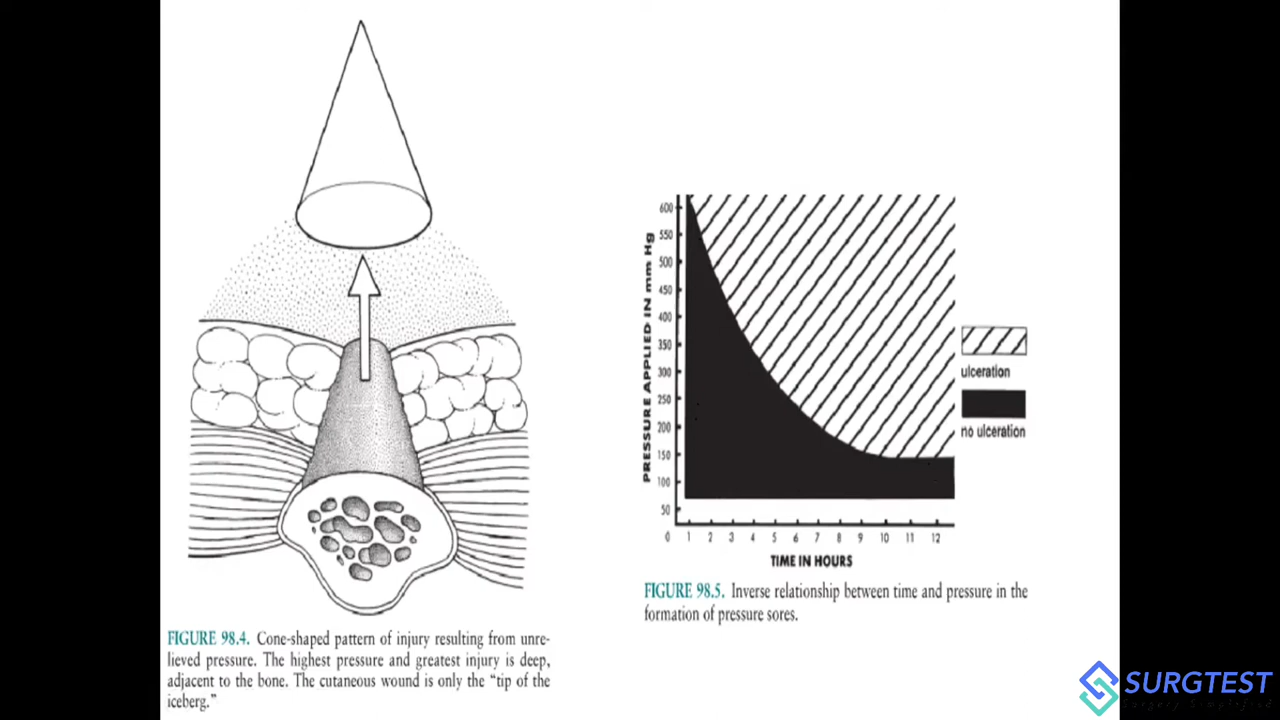 600
550
500
450
400
350
300
250
200
150
100
50
PRESSURE APPLIED IN mm Hg
0 1 2 3 4 5 6 7 8 9 10 11 12
TIME IN HOURS
ulceration
no ulceration
FIGURE 98.4. Cone-shaped pattern of injury resulting from unre-
lieved pressure. The highest pressure and greatest injury is deep,
adjacent to the bone. The cutaneous wound is only the “tip of the
iceberg.”
FIGURE 98.5. Inverse relationship between time and pressure in the
formation of pressure sores.
SURGTEST
Surgery Simplified